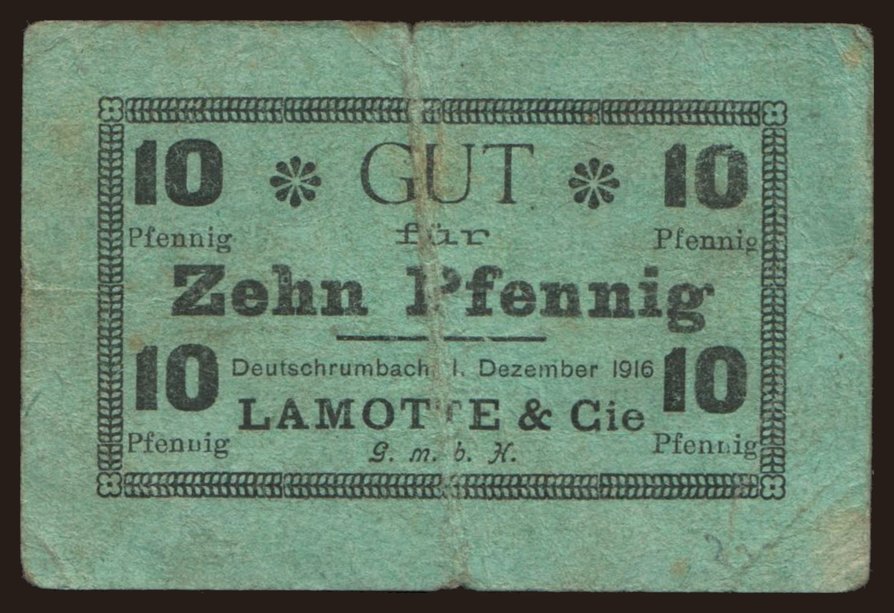 10 GUT 10
Pfennig für Pfennig
Zehn Pfennig
10 Deutschrumbach, 1. Dezember 1916 10
LAMOTTE & Cie
Pfennig G. m. b. H. Pfennig